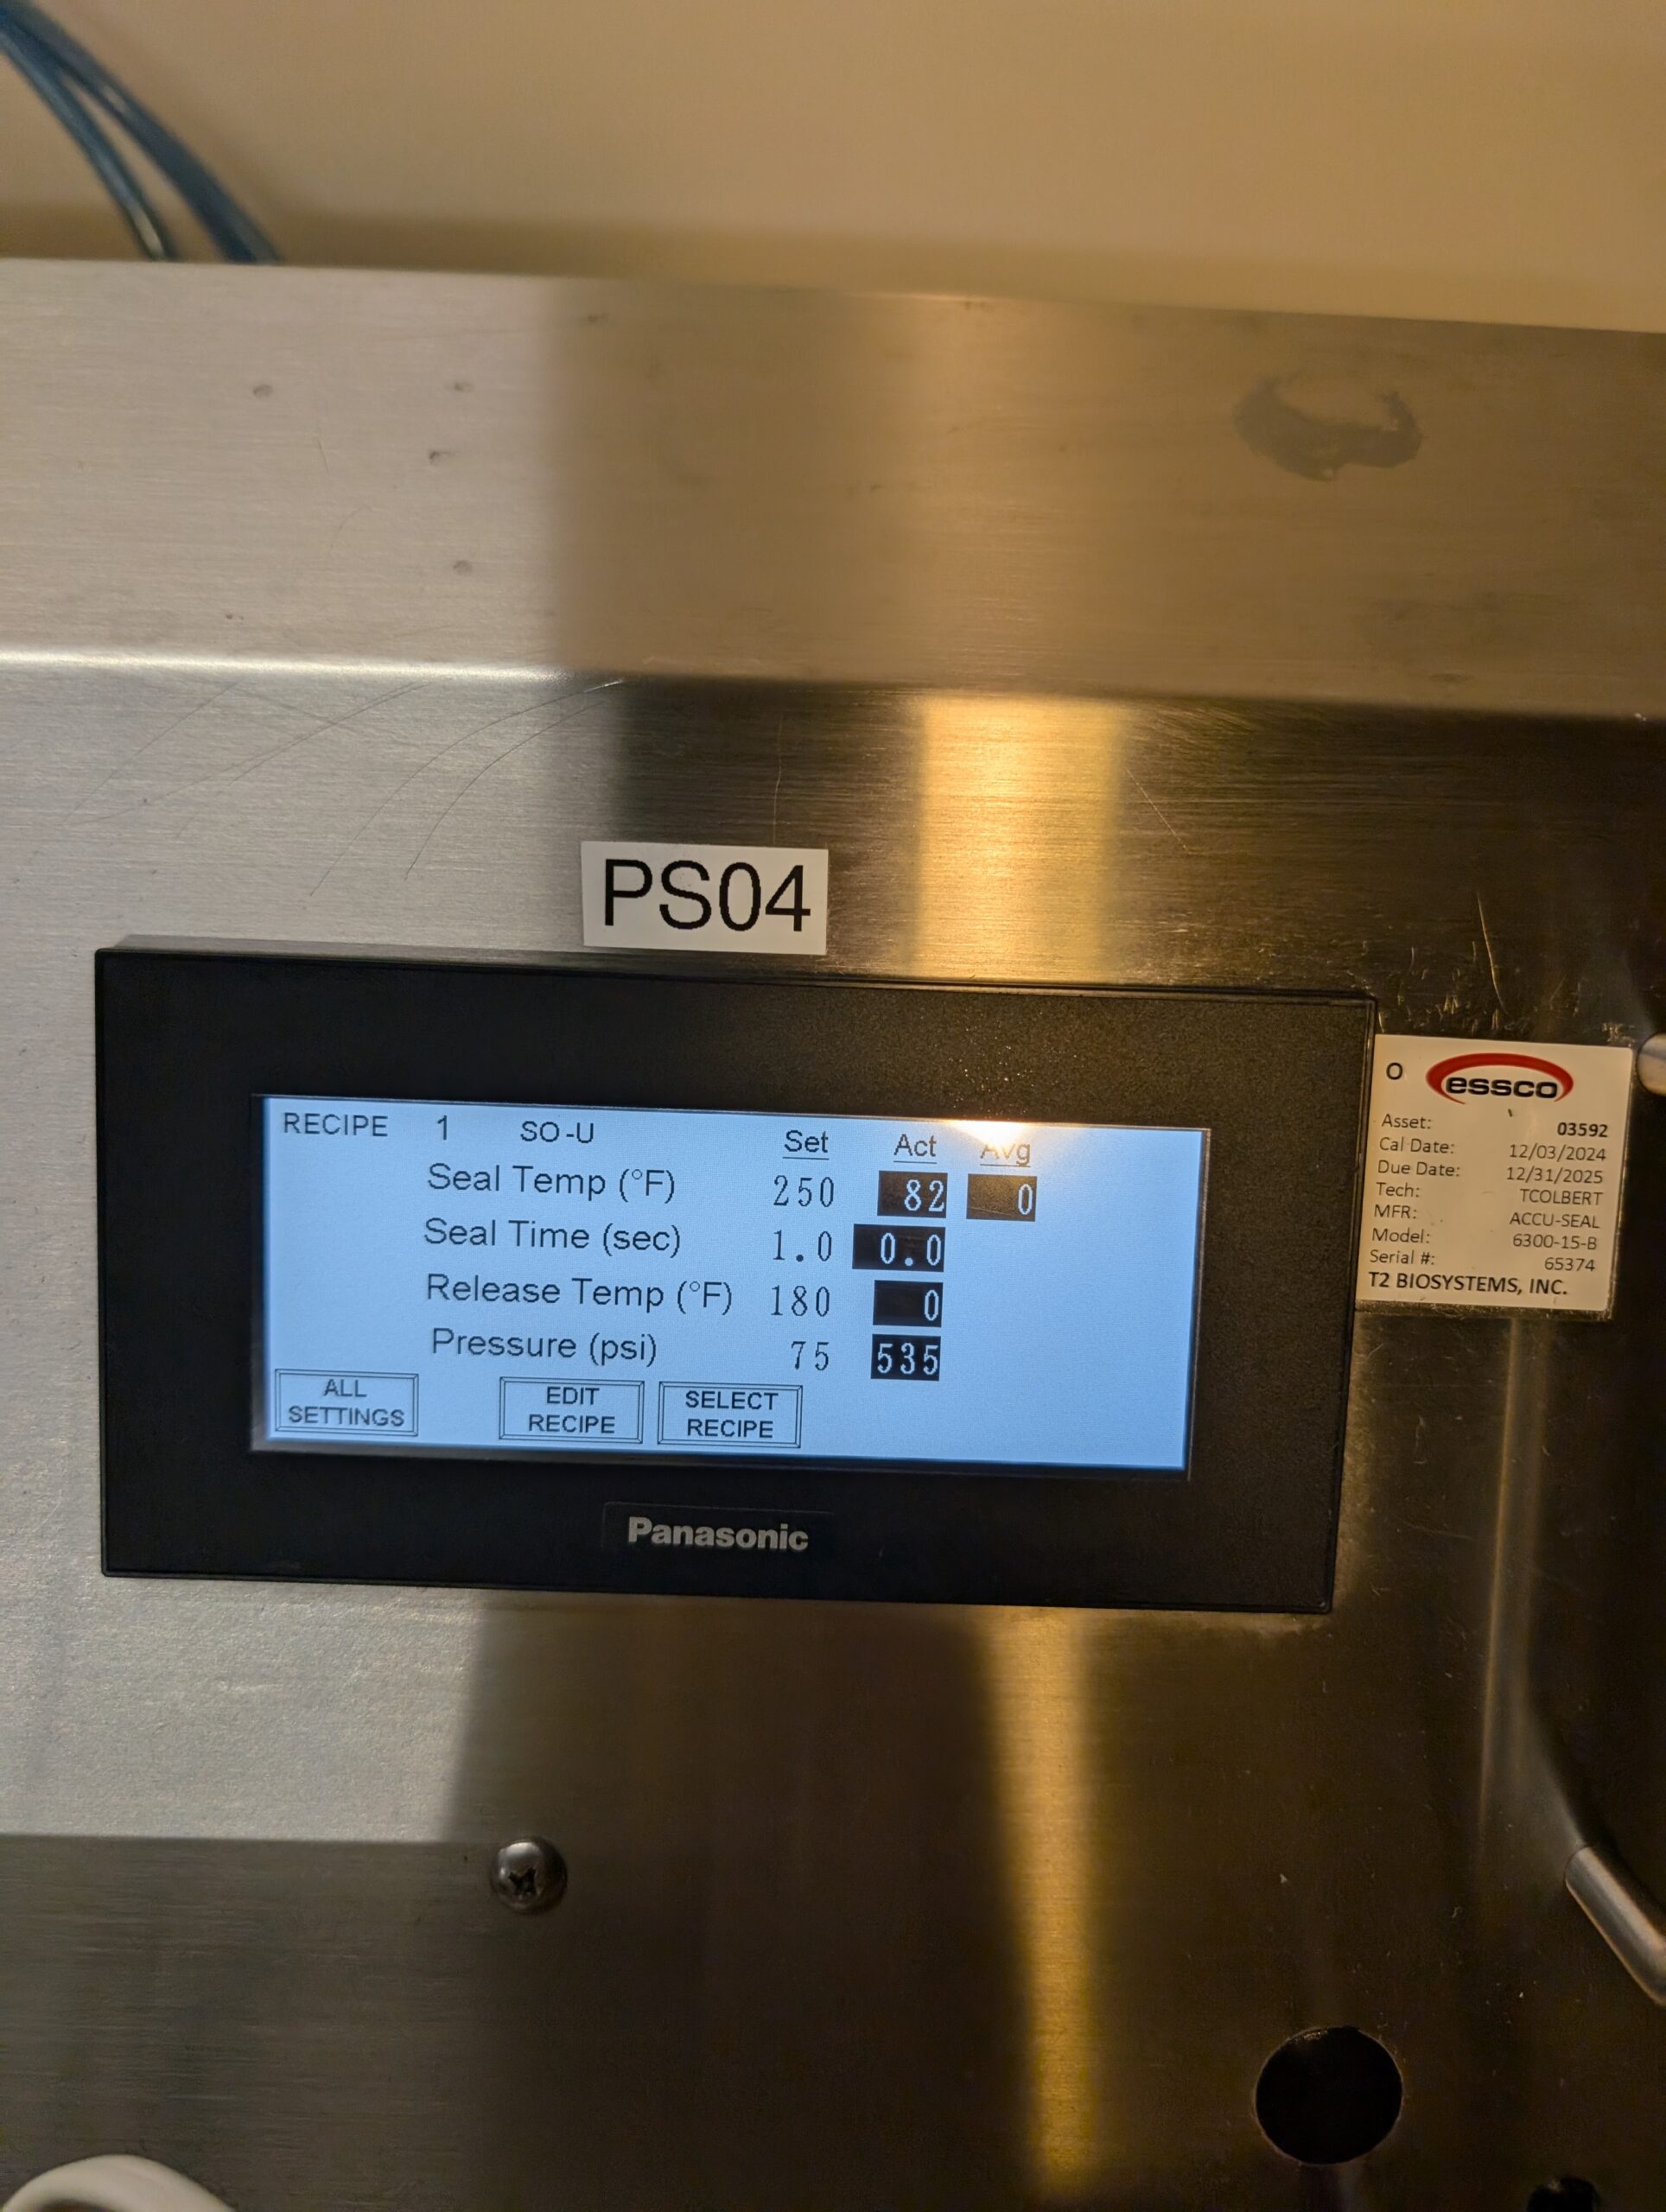 PS04
RECIPE 1 SO-U Set Act Avg
Seal Temp (°F) 250 82 0
Seal Time (sec) 1.0 0.0
Release Temp (°F) 180 0
Pressure (psi) 75 535
ALL SETTINGS
EDIT RECIPE
SELECT RECIPE
Panasonic
O essco
Asset: 03592
Cal Date: 12/03/2024
Due Date: 12/31/2025
Tech: TCOLBERT
MFR: ACCU-SEAL
Model: 6300-15-B
Serial #: 65374
T2 BIOSYSTEMS, INC.